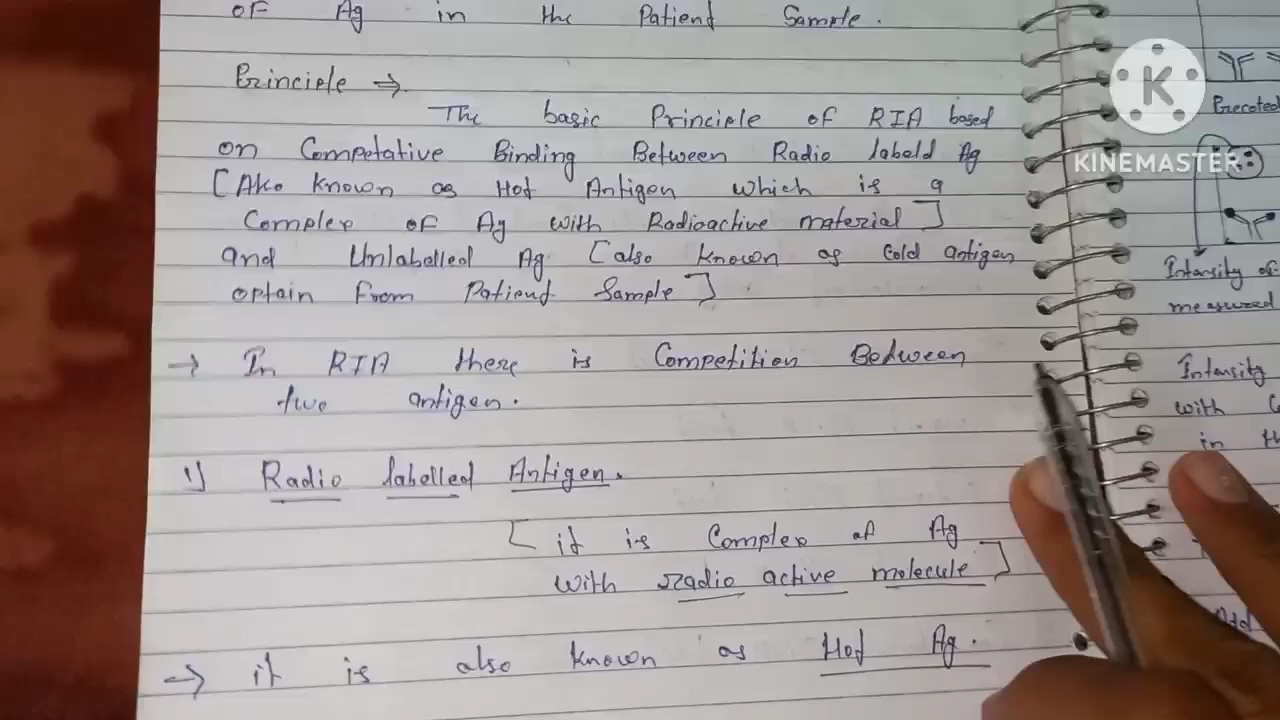 of Ag in the Patient Sample.
Principle →
The basic Principle of RIA based
on Competative Binding Between Radio labeld Ag
[Also known as Hot Antigen which is a
Complex of Ag with Radioactive material]
and Unlabelled Ag [also known as Cold antigen
optain from Patient Sample]
→ In RIA there is Competition Between
two antigen.
1) Radio labelled Antigen.
[it is Complex of Ag
with radio active molecule]
→ it is also known as Hot Ag.
K
KINEMASTER
Precoated
Intensity of
measured
Intensity
with
in th
Add